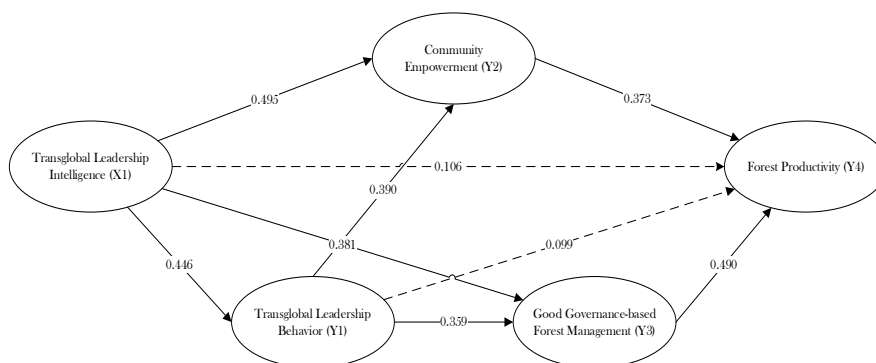 Community
Empowerment (Y2)
0.495
0.373
Transglobal Leadership
Intelligence (X1)
0.106
Forest Productivity (Y4)
0.390
0.381
0.099
0.446
0.490
Transglobal Leadership
Behavior (Y1)
0.359
Good Governance-based
Forest Management (Y3)